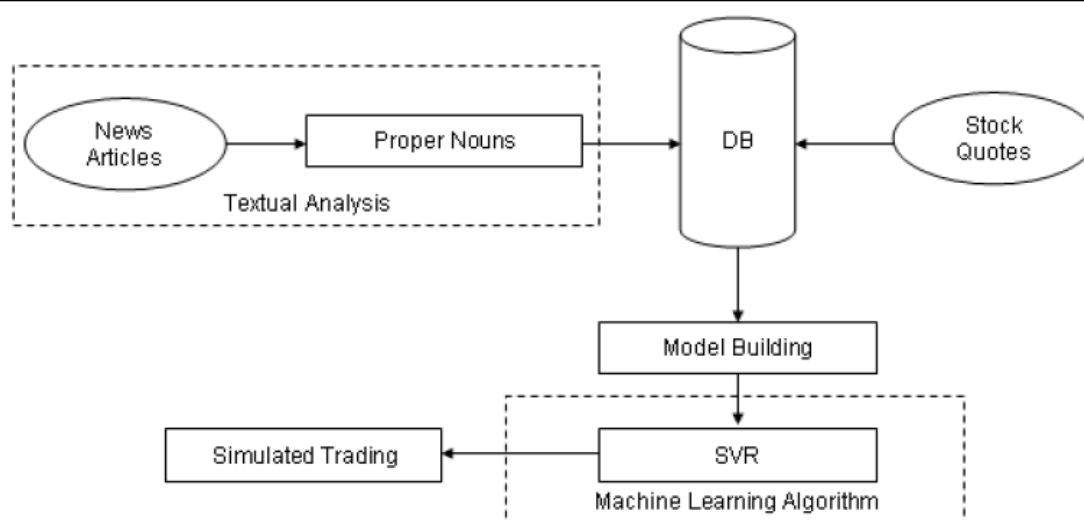 News
Articles
Proper Nouns
Textual Analysis
DB
Stock
Quotes
Model Building
SVR
Machine Learning Algorithm
Simulated Trading